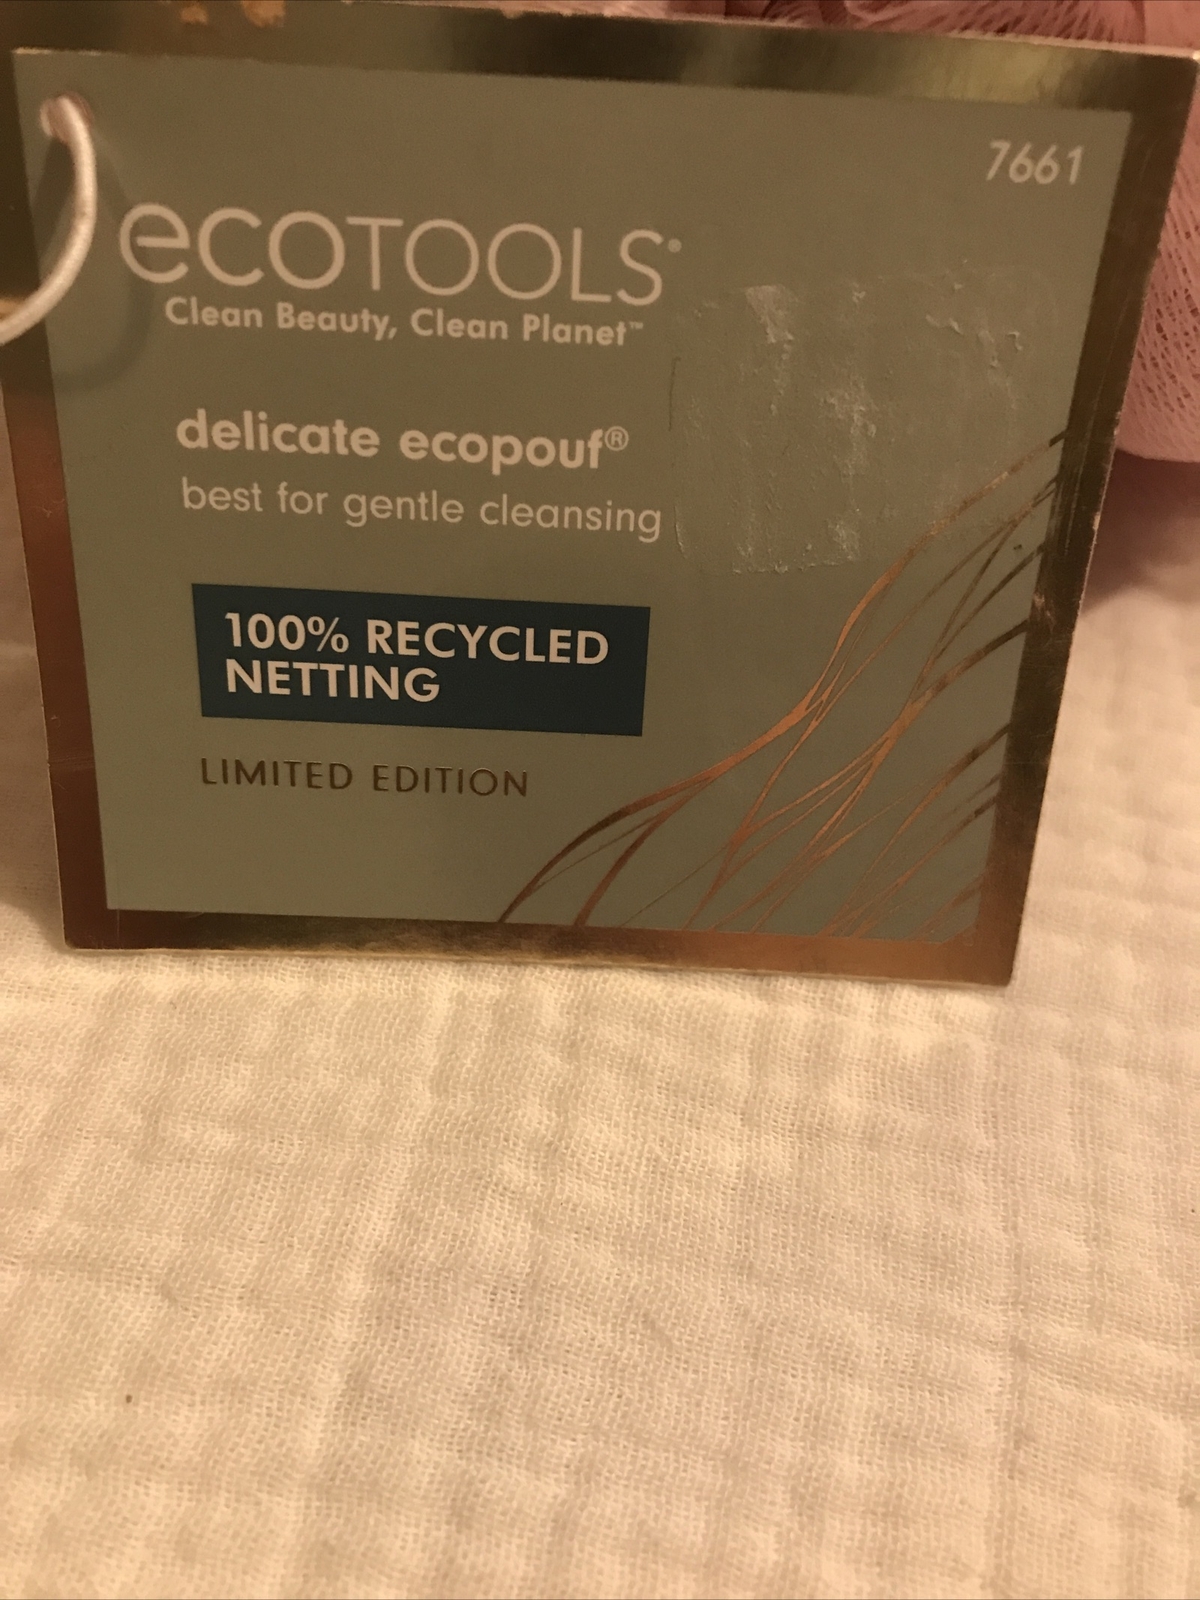 7661
ecoTOOLS®
Clean Beauty, Clean Planet™
delicate ecopouf®
best for gentle cleansing
100% RECYCLED
NETTING
LIMITED EDITION